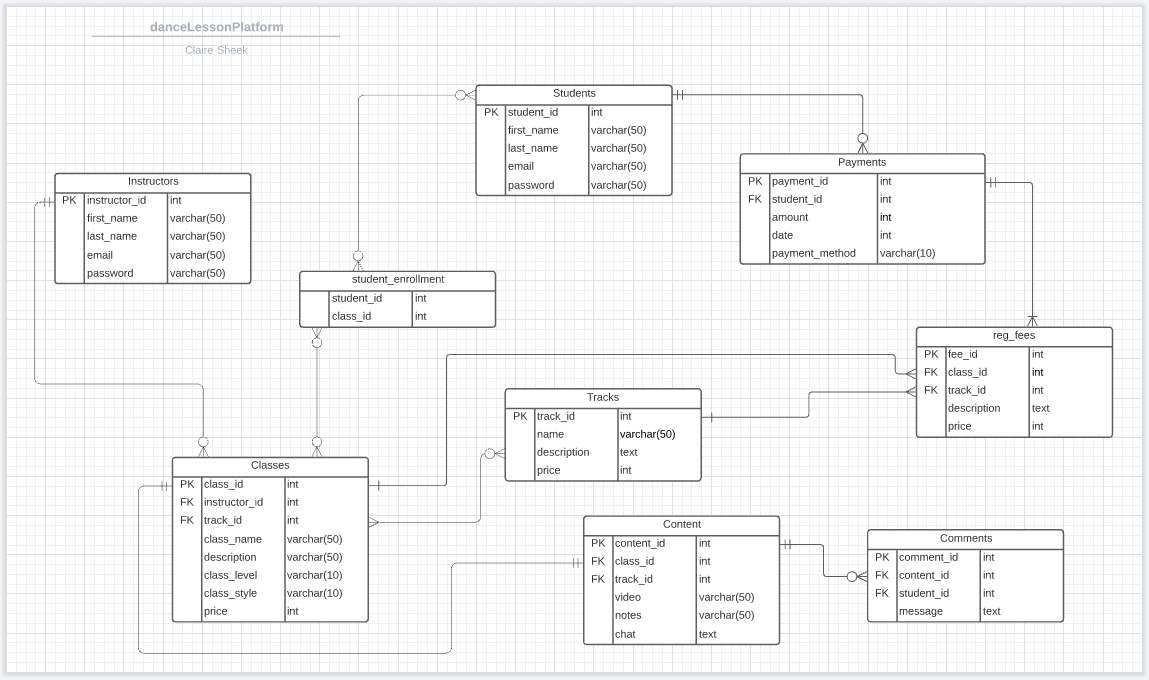 danceLessonPlatform
Claire Sheek
Students
PK student_id int
first_name varchar(50)
last_name varchar(50)
email varchar(50)
password varchar(50)
Payments
PK payment_id int
FK student_id int
amount int
date int
payment_method varchar(10)
Instructors
PK instructor_id int
first_name varchar(50)
last_name varchar(50)
email varchar(50)
password varchar(50)
student_enrollment
student_id int
class_id int
reg_fees
PK fee_id int
FK class_id int
FK track_id int
description text
price int
Tracks
PK track_id int
name varchar(50)
description text
price int
Classes
PK class_id int
FK instructor_id int
FK track_id int
class_name varchar(50)
description varchar(50)
class_level varchar(10)
class_style varchar(10)
price int
Content
PK content_id int
FK class_id int
FK track_id int
video varchar(50)
notes varchar(50)
chat text
Comments
PK comment_id int
FK content_id int
FK student_id int
message text